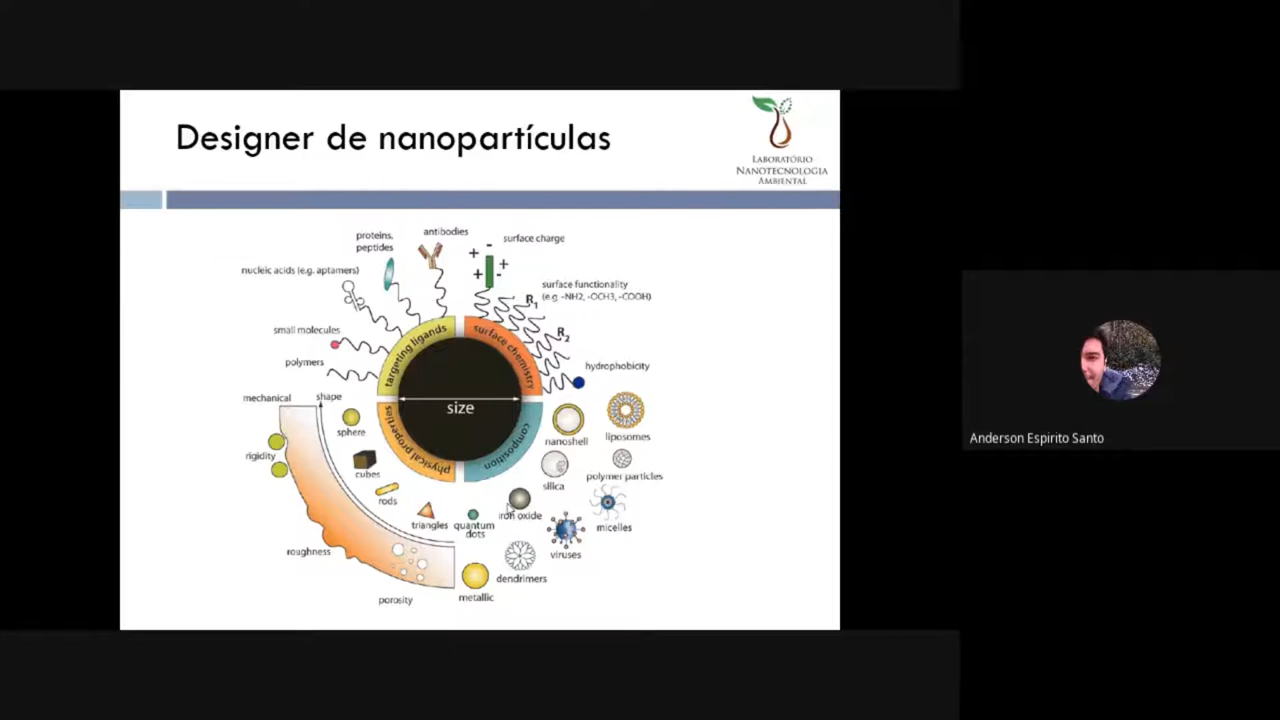 Designer de nanopartículas
LABORATÓRIO
NANOTECNOLOGIA
AMBIENTAL
antibodies
proteins,
peptides
surface charge
nucleic acids (e.g. aptamers)
surface functionality
(e.g. -NH2, -OCH3, -COOH)
R1
R2
small molecules
polymers
hydrophobicity
targeting ligands
surface chemistry
size
physical properties
composition
mechanical
shape
sphere
rigidity
cubes
rods
triangles
quantum
dots
roughness
porosity
nanoshell
liposomes
silica
polymer particles
iron oxide
micelles
viruses
dendrimers
metallic
+
-
+
+
-
Anderson Espirito Santo